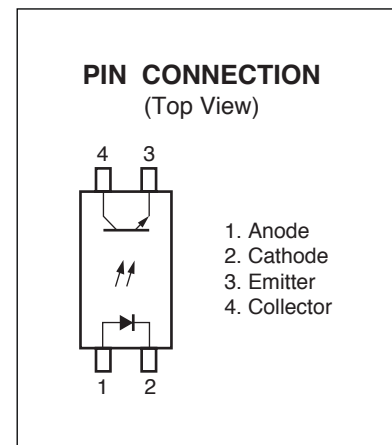 PIN CONNECTION
(Top View)
4 3
1. Anode
2. Cathode
3. Emitter
4. Collector
1 2